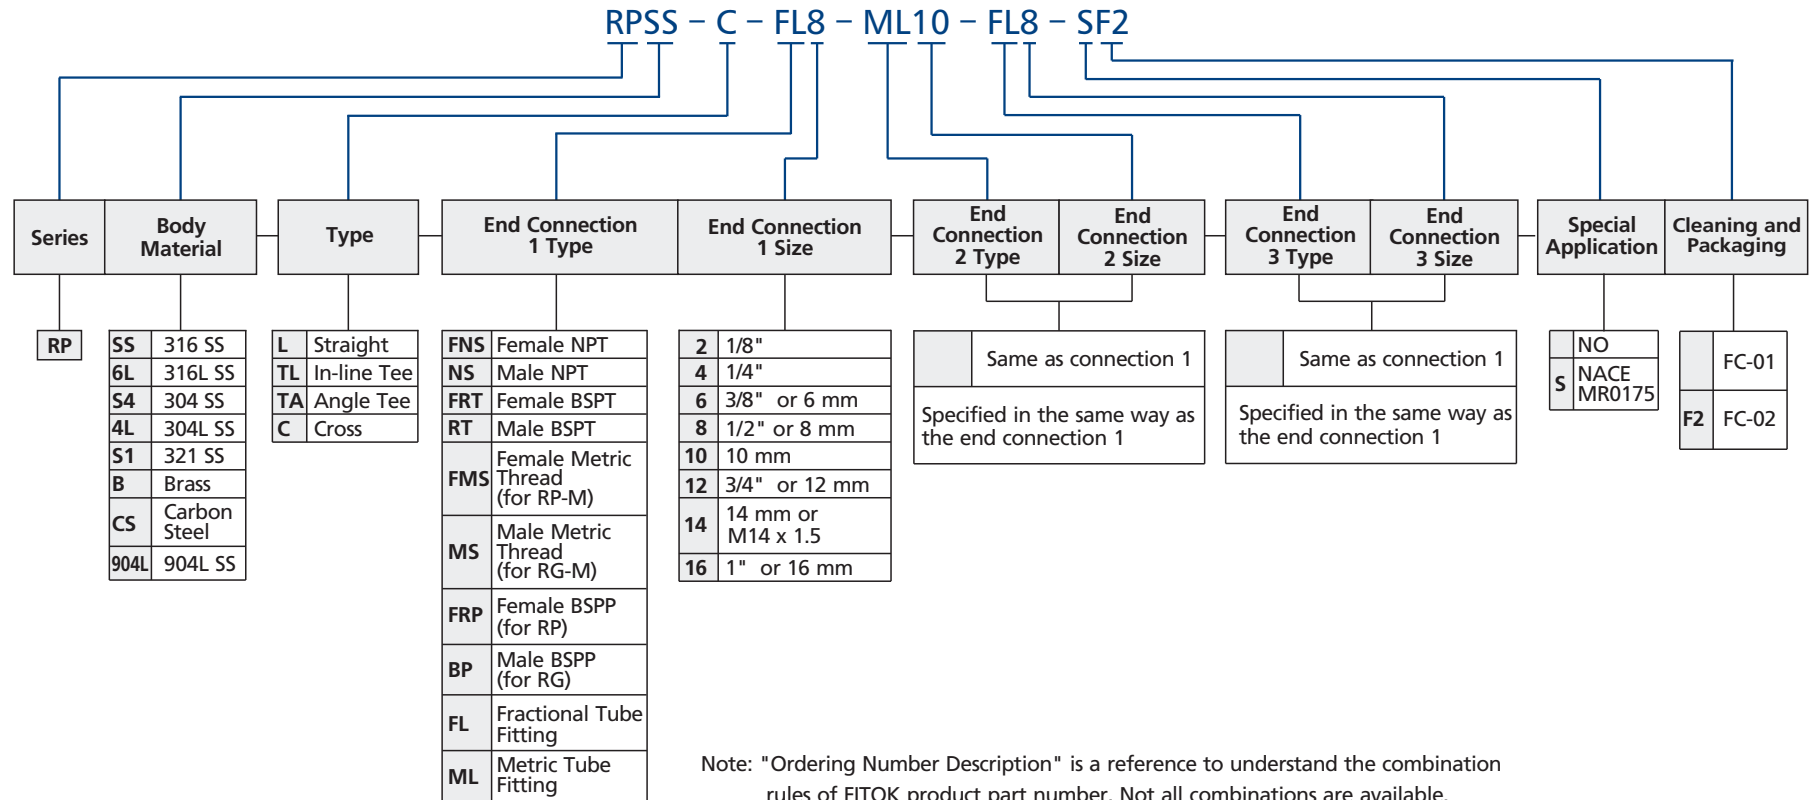 RPSS – C – FL8 – ML10 – FL8 – SF2
Series
Body
Material
Type
End Connection
1 Type
End Connection
1 Size
End
Connection
2 Type
End
Connection
2 Size
End
Connection
3 Type
End
Connection
3 Size
Special
Application
Cleaning and
Packaging
RP
SS 316 SS
6L 316L SS
S4 304 SS
4L 304L SS
S1 321 SS
B Brass
CS Carbon
Steel
904L 904L SS
L Straight
TL In-line Tee
TA Angle Tee
C Cross
FNS Female NPT
NS Male NPT
FRT Female BSPT
RT Male BSPT
FMS Female Metric
Thread
(for RP-M)
MS Male Metric
Thread
(for RG-M)
FRP Female BSPP
(for RP)
BP Male BSPP
(for RG)
FL Fractional Tube
Fitting
ML Metric Tube
Fitting
2 1/8"
4 1/4"
6 3/8" or 6 mm
8 1/2" or 8 mm
10 10 mm
12 3/4" or 12 mm
14 14 mm or
M14 x 1.5
16 1" or 16 mm
Same as connection 1
Specified in the same way as
the end connection 1
Same as connection 1
Specified in the same way as
the end connection 1
NO
S NACE
MR0175
FC-01
F2 FC-02
Note: "Ordering Number Description" is a reference to understand the combination
rules of FITOK product part number. Not all combinations are available.